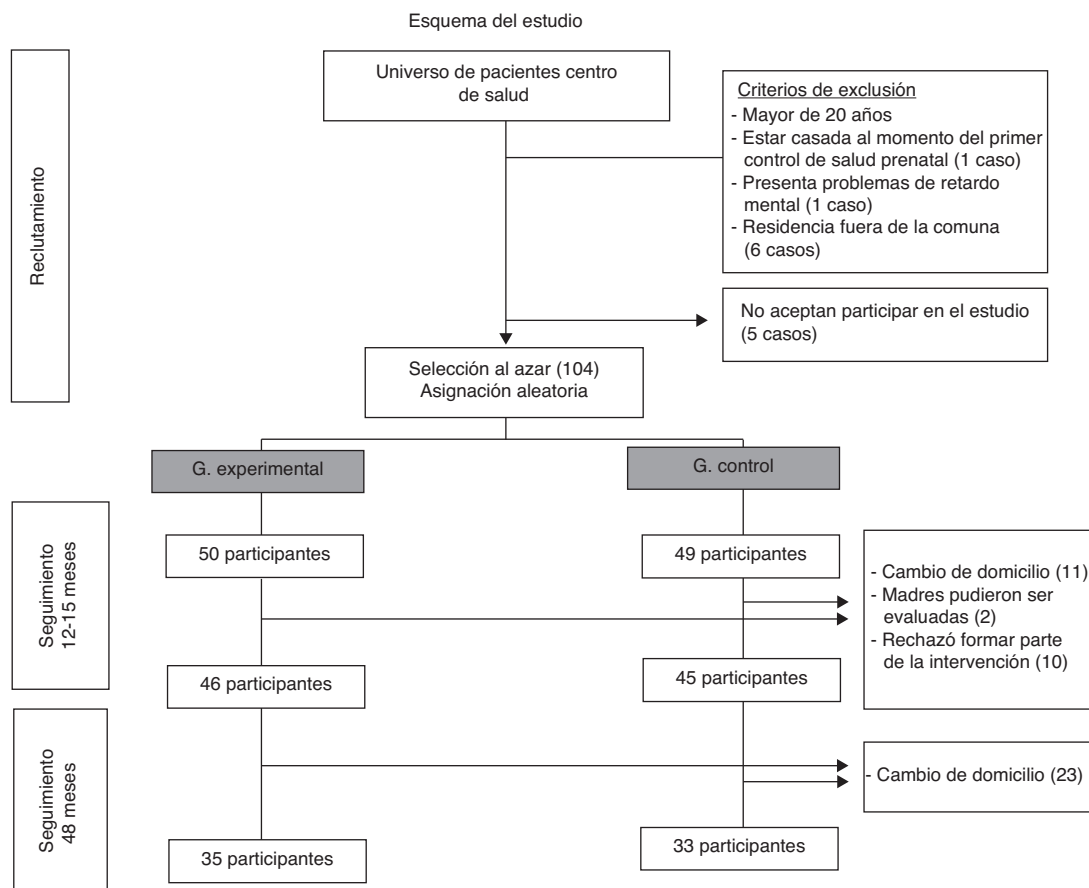 Esquema del estudio
Reclutamiento
Universo de pacientes centro
de salud
Criterios de exclusión
- Mayor de 20 años
- Estar casada al momento del primer
control de salud prenatal (1 caso)
- Presenta problemas de retardo
mental (1 caso)
- Residencia fuera de la comuna
(6 casos)
No aceptan participar en el estudio
(5 casos)
Selección al azar (104)
Asignación aleatoria
G. experimental
G. control
Seguimiento
12-15 meses
50 participantes
49 participantes
- Cambio de domicilio (11)
- Madres pudieron ser
evaluadas (2)
- Rechazó formar parte
de la intervención (10)
46 participantes
45 participantes
Seguimiento
48 meses
- Cambio de domicilio (23)
35 participantes
33 participantes